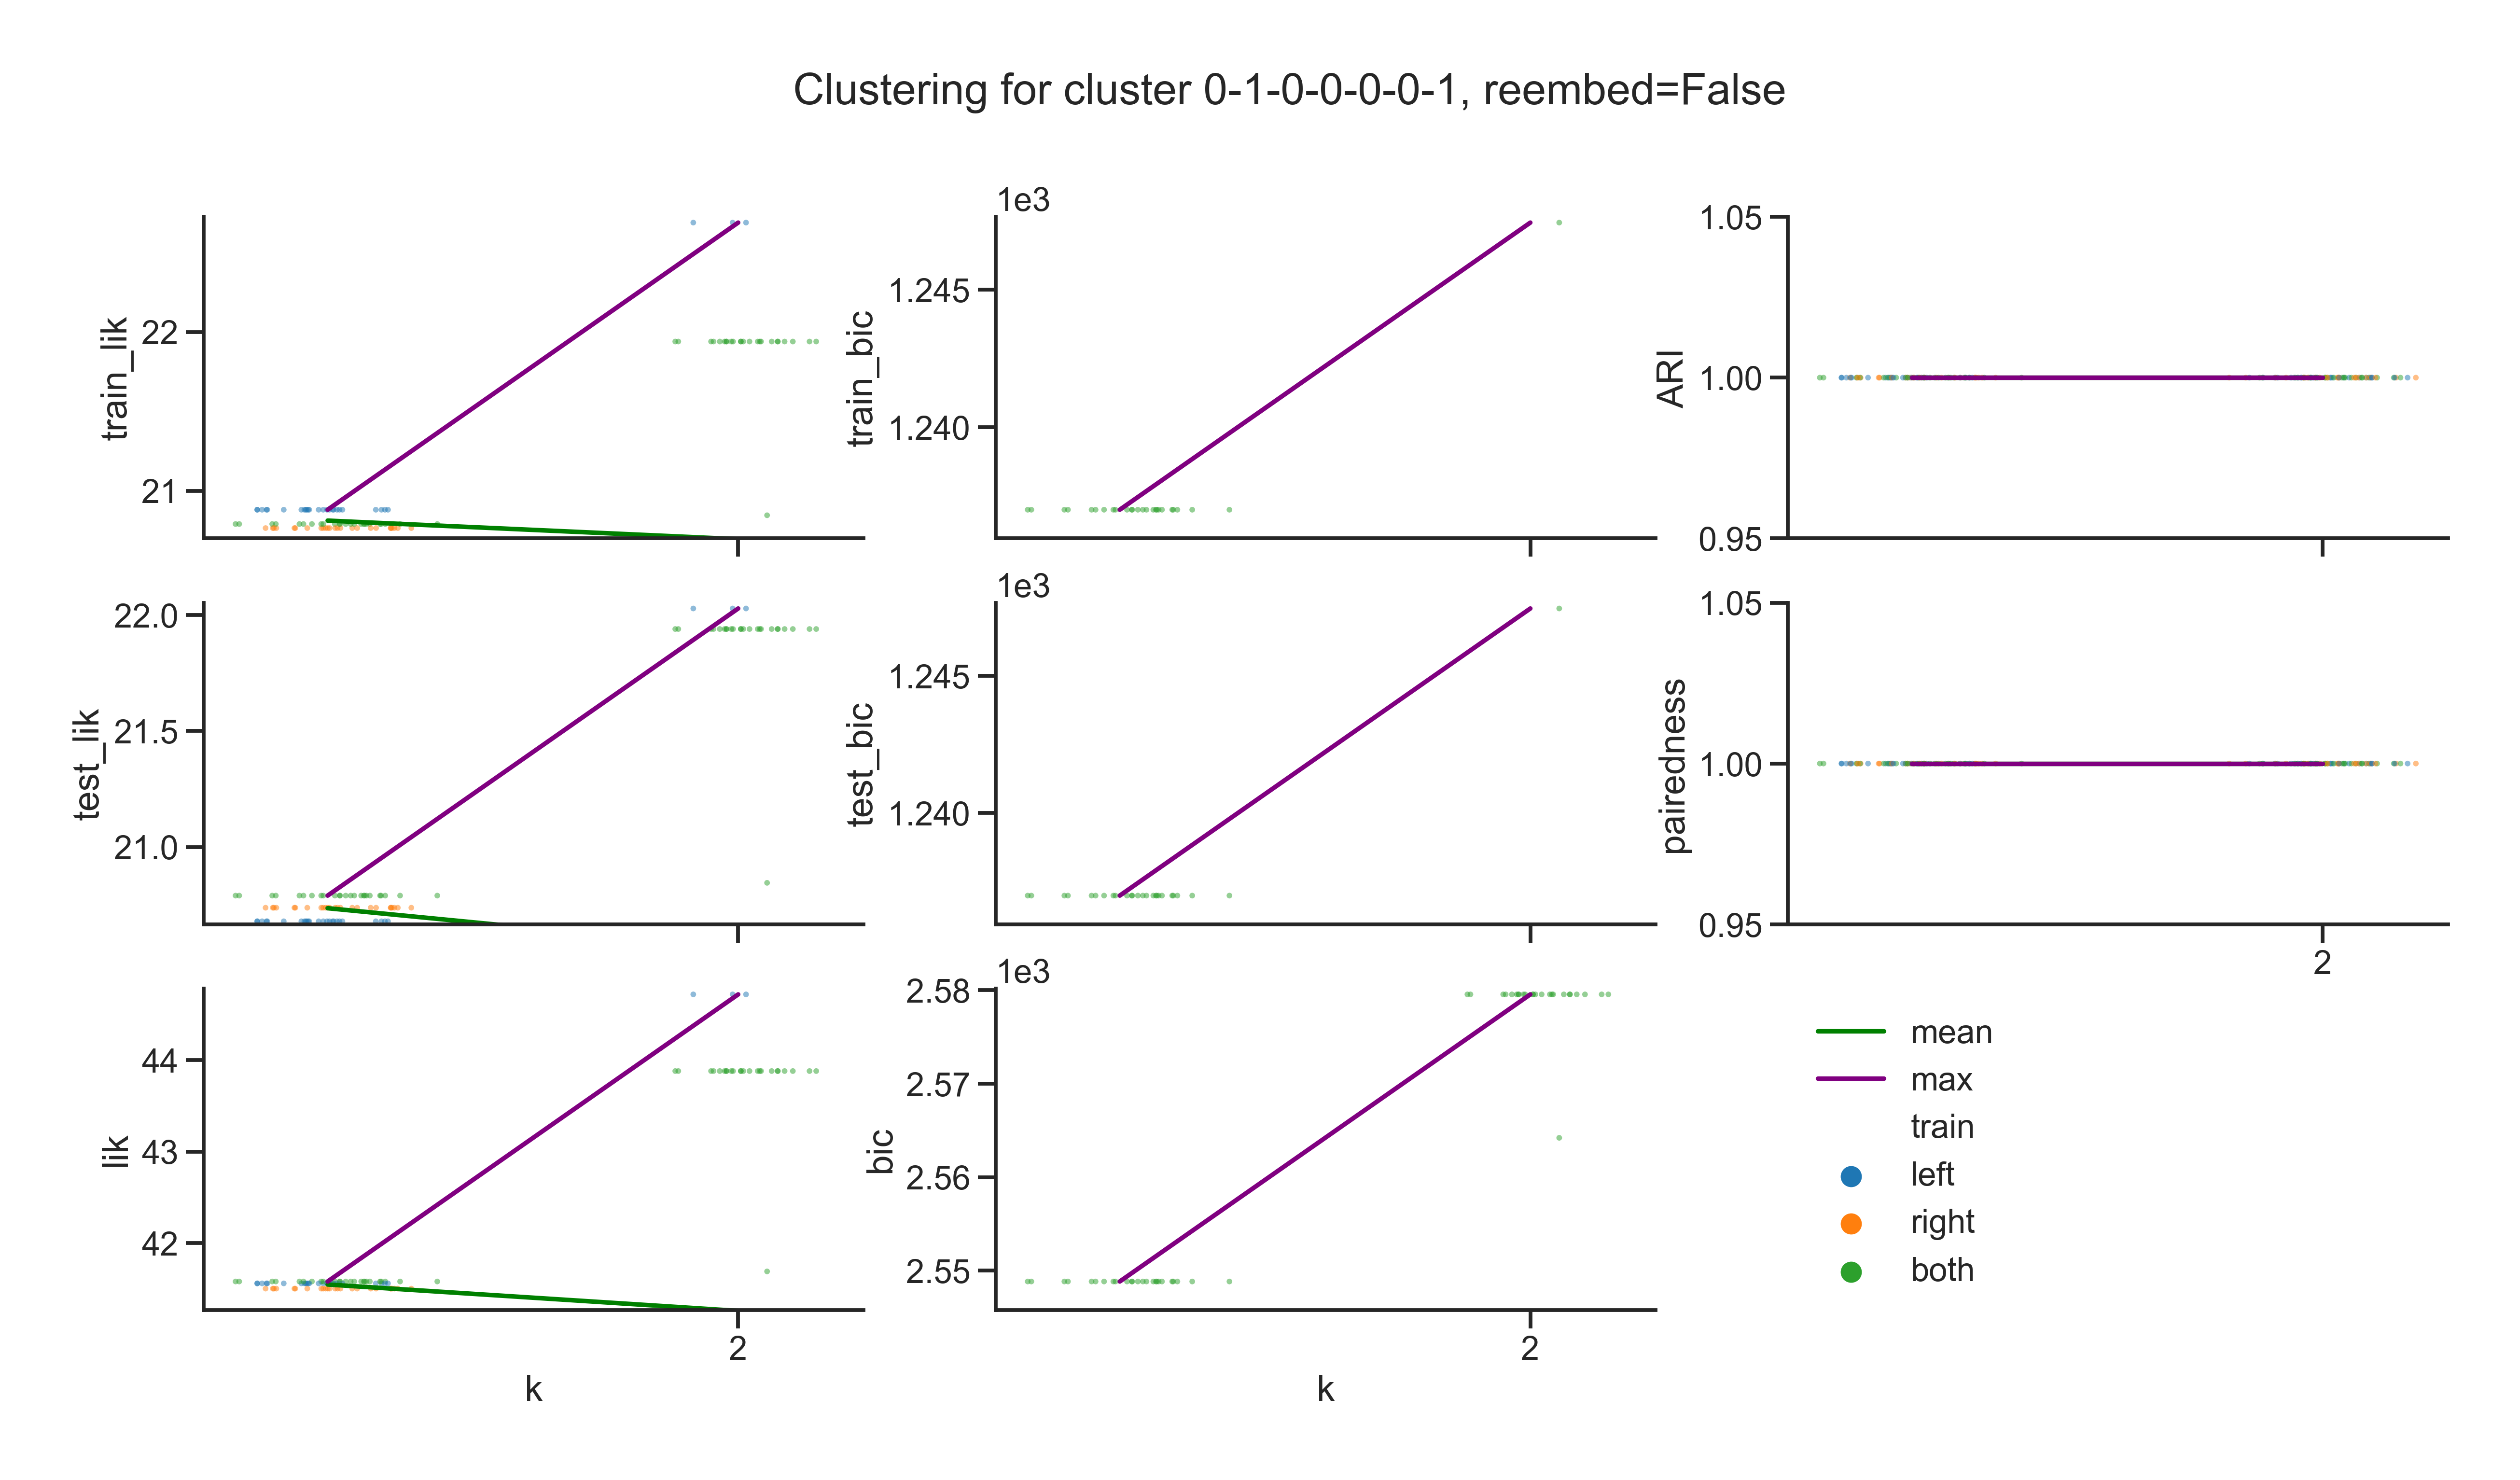 Clustering for cluster 0-1-0-0-0-0-1, reembed=False
train_lik
22
21
1e3
train_bic
1.245
1.240
ARI
1.05
1.00
0.95
test_lik
22.0
21.5
21.0
1e3
test_bic
1.245
1.240
pairedness
1.05
1.00
0.95
2
lik
44
43
42
2
k
1e3
bic
2.58
2.57
2.56
2.55
2
k
mean
max
train
left
right
both